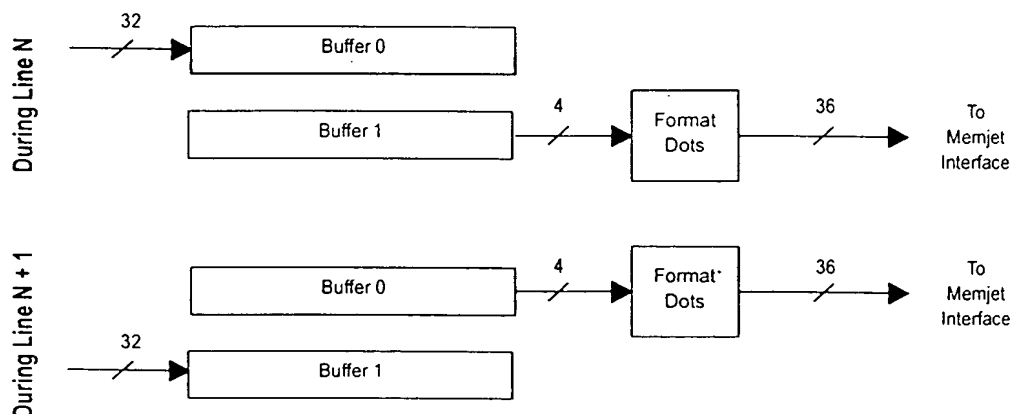 During Line N
32
Buffer 0
Buffer 1
4
Format
Dots
36
To
Memjet
Interface
During Line N + 1
Buffer 0
4
Format
Dots
36
To
Memjet
Interface
32
Buffer 1